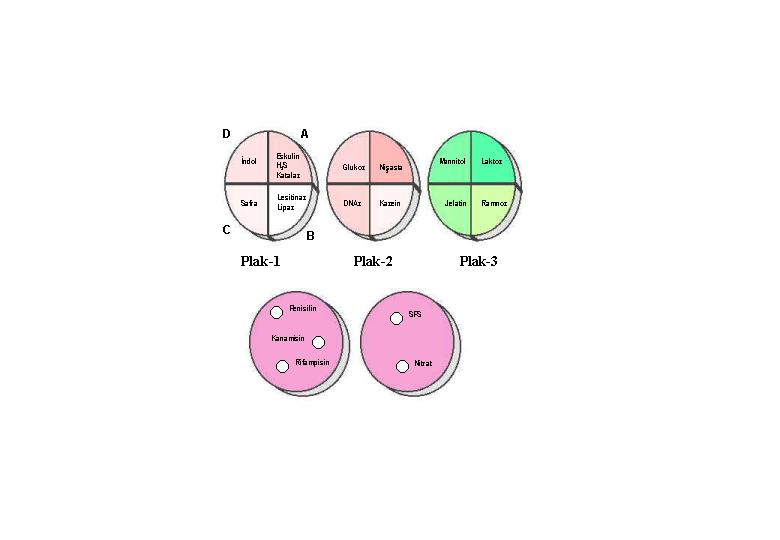 D
A
İndol
Eskulin
H₂S
Katalaz
Safra
Lesitinaz
Lipaz
C
B
Plak-1
Glukoz
Nişasta
DNAz
Kazein
Plak-2
Mannitol
Laktoz
Jelatin
Ramnoz
Plak-3
Penisilin
Kanamisin
Rifampisin
SPS
Nitrat